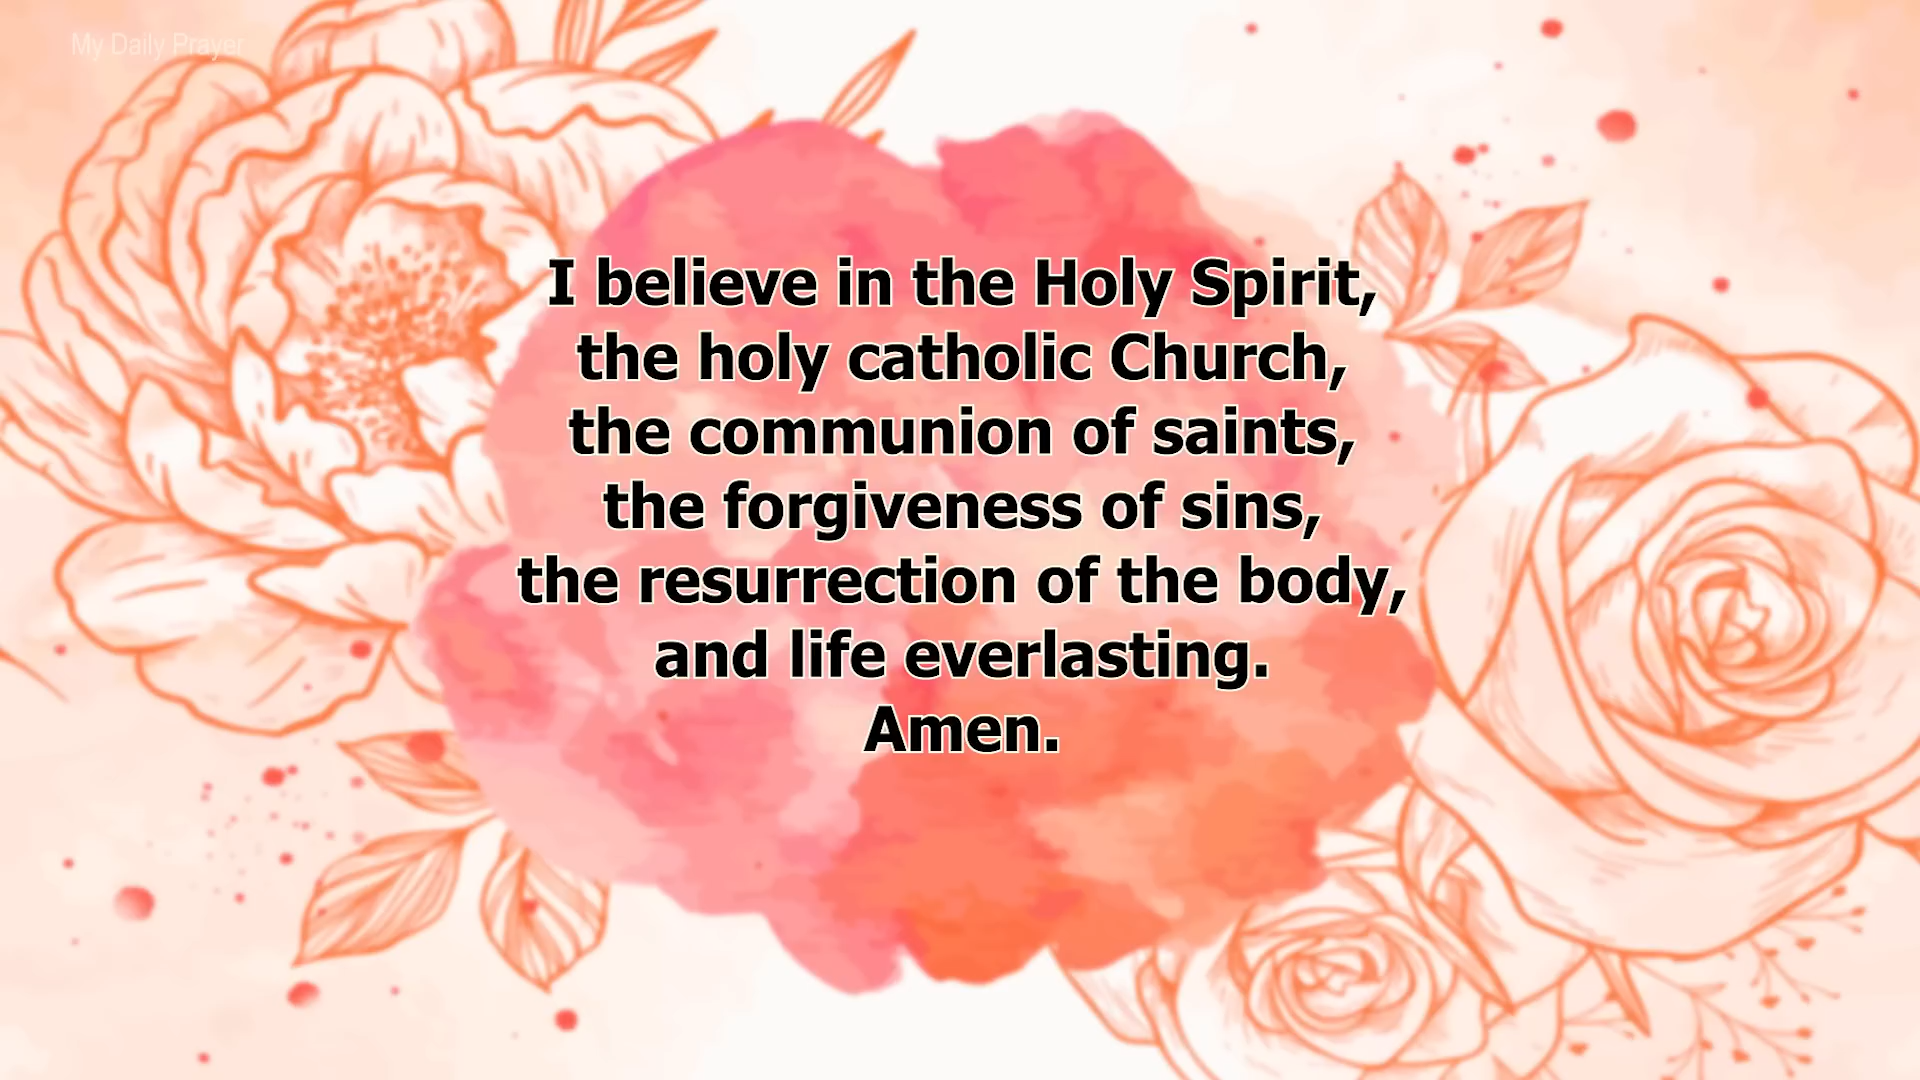 My Daily Prayer
I believe in the Holy Spirit,
the holy catholic Church,
the communion of saints,
the forgiveness of sins,
the resurrection of the body,
and life everlasting.
Amen.